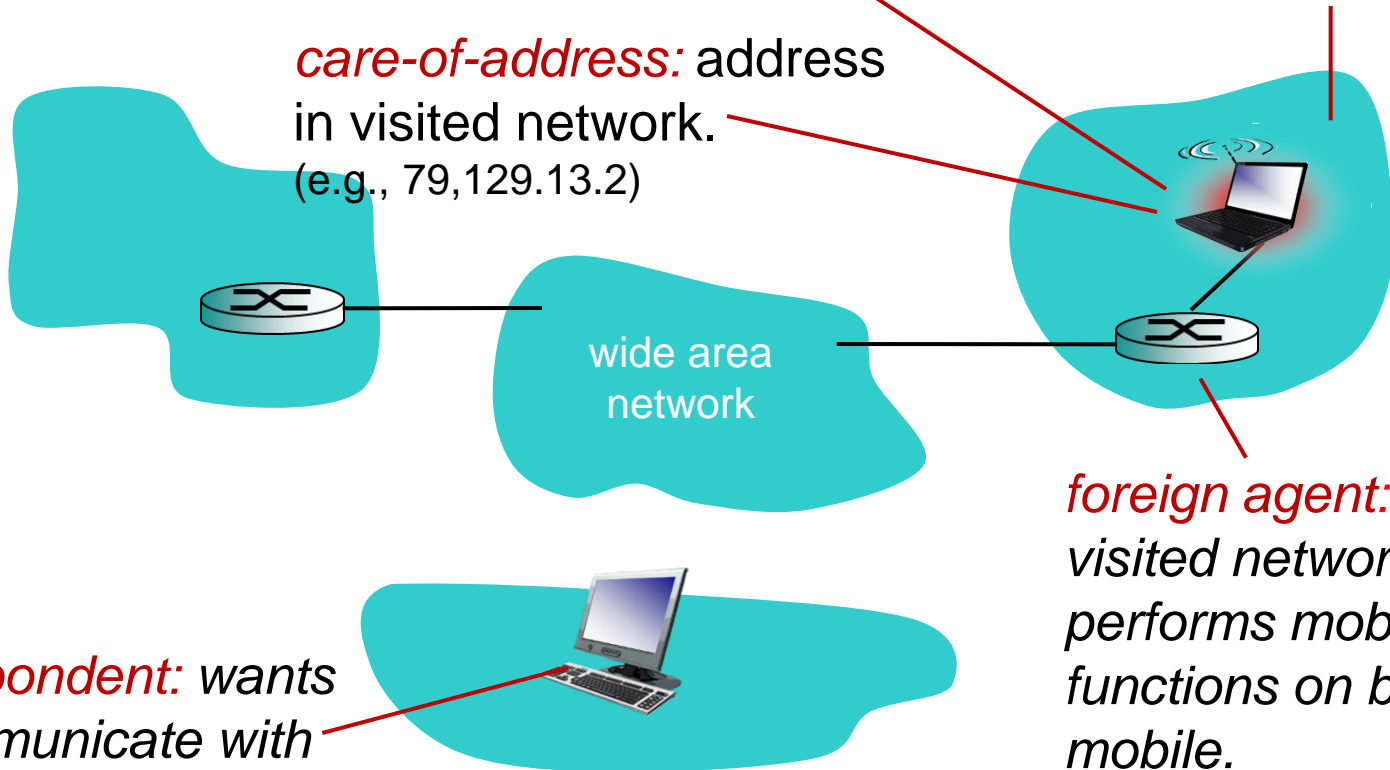 care-of-address: address
in visited network.
(e.g., 79,129.13.2)
wide area
network
foreign agent:
visited networ
performs mob
functions on b
mobile.
pondent: wants
municate with